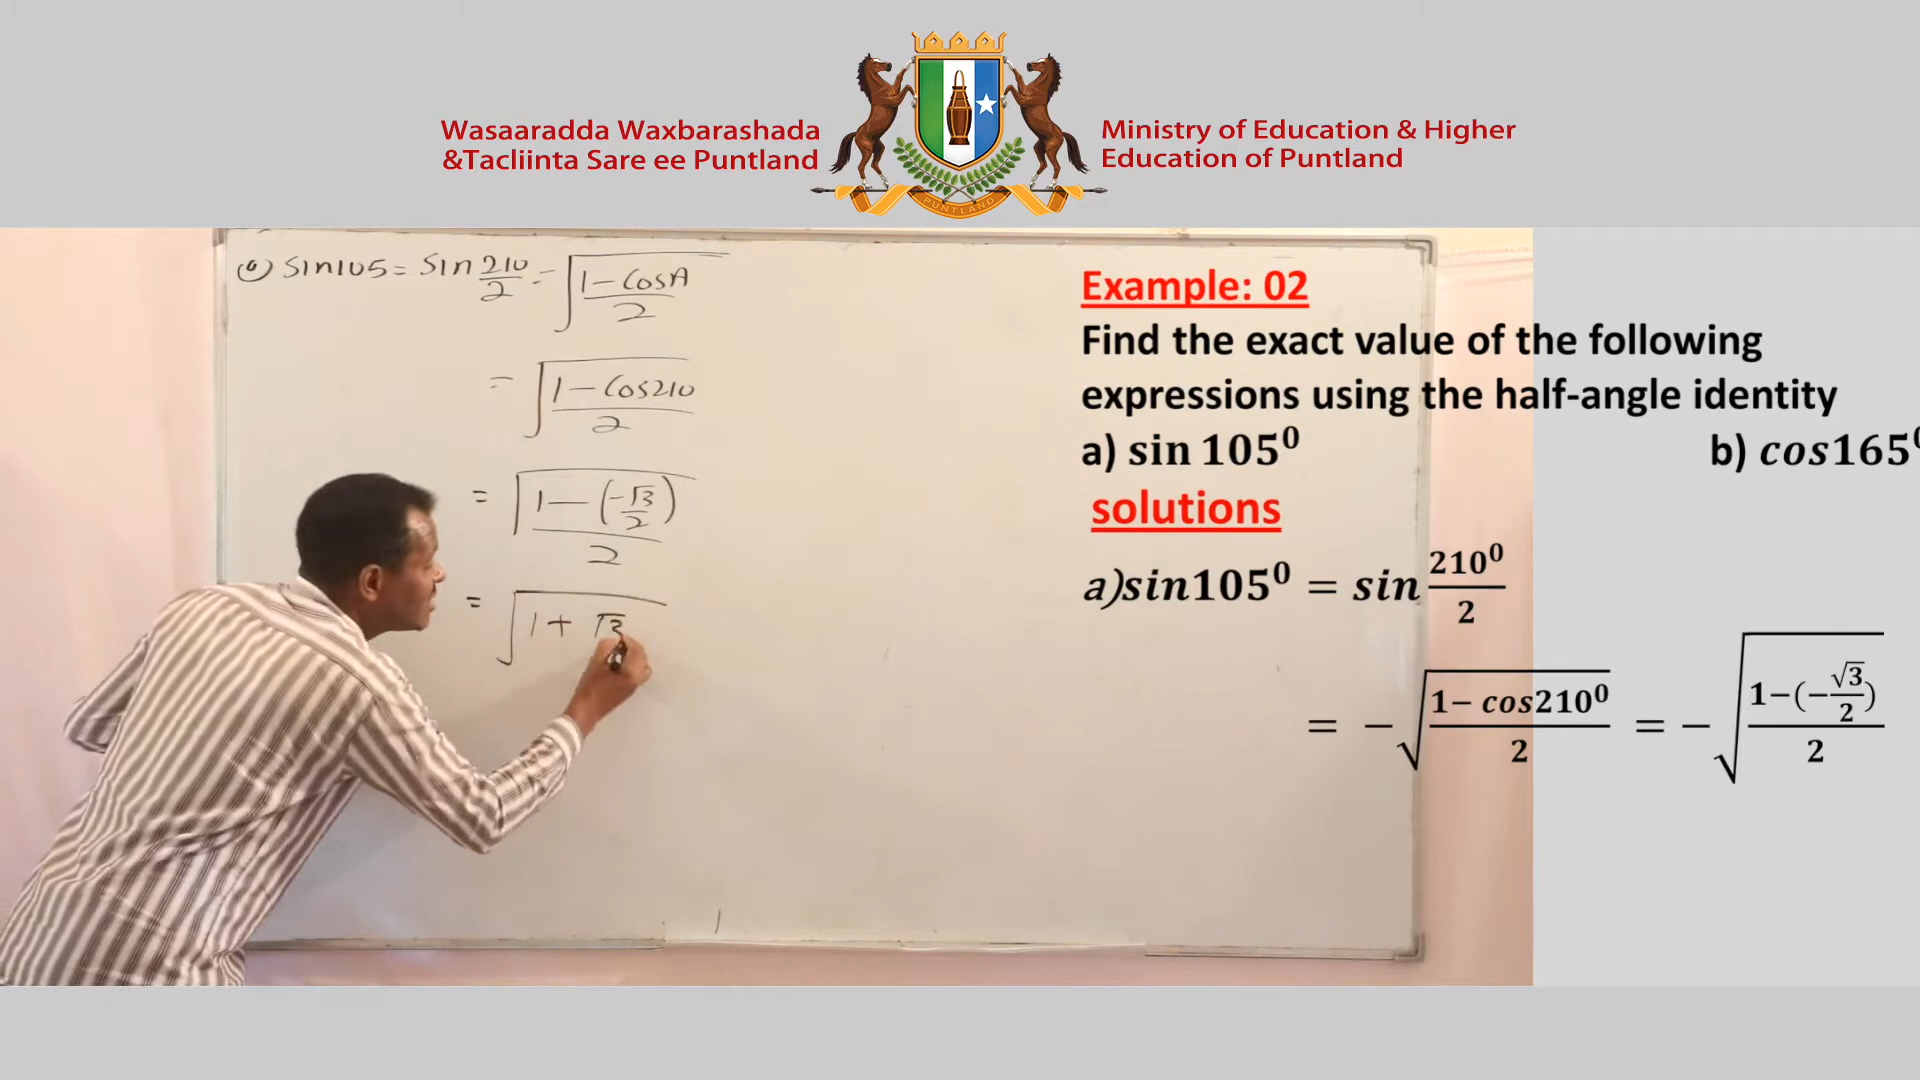 Wasaaradda Waxbarashada
&Tacliinta Sare ee Puntland
PUNTLAND
Ministry of Education & Higher
Education of Puntland
a) sin105 = sin 210/2 = √((1 - CosA)/2)
= √((1 - Cos210)/2)
= √((1 - (-√3/2))/2)
= √(1 + √3
Example: 02
Find the exact value of the following
expressions using the half-angle identity
a) sin 105⁰ b) cos165⁰
solutions
a)sin105⁰ = sin 210⁰/2
= -√((1- cos210⁰)/2) = -√((1-(-√3/2))/2)